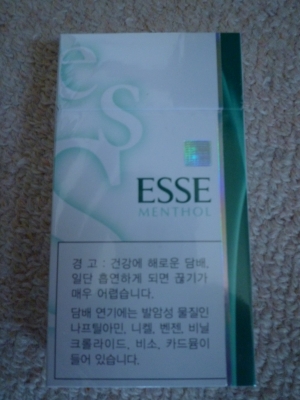 es
S
ESSE
MENTHOL
경 고 : 건강에 해로운 담배,
일단 흡연하게 되면 끊기가
매우 어렵습니다.
담배 연기에는 발암성 물질인
나프틸아민, 니켈, 벤젠, 비닐
크롤라이드, 비소, 카드뮴이
들어 있습니다.